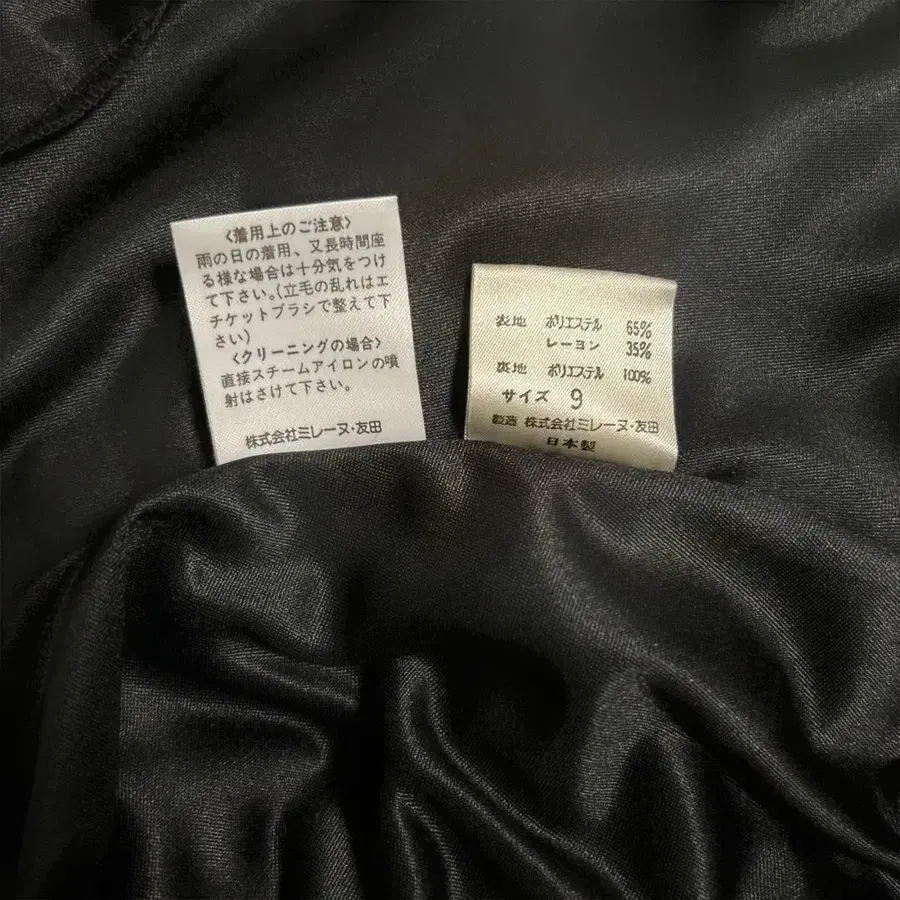 〈着用上のご注意〉
雨の日の着用、又長時間座
る様な場合は十分気をつけ
て下さい。(立毛の乱れはエ
チケットブラシで整えて下
さい)
〈クリーニングの場合〉
直接スチームアイロンの噴
射はさけて下さい。
株式会社ミレーヌ・友田
表地 ポリエステル 65%
レーヨン 35%
裏地 ポリエステル 100%
サイズ 9
製造 株式会社ミレーヌ・友田
日本製